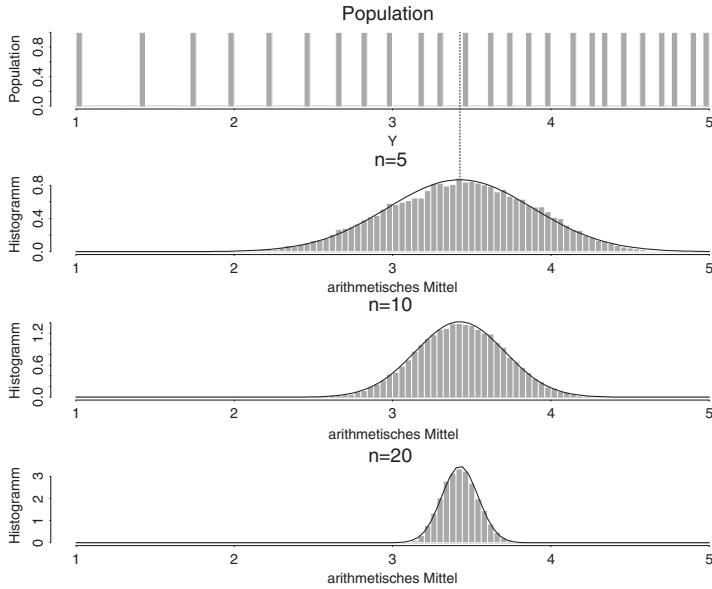 Population
Population
0.0 0.4 0.8
1 2 3 4 5
Y
n=5
Histogramm
0.0 0.4 0.8
1 2 3 4 5
arithmetisches Mittel
n=10
Histogramm
0.0 0.6 1.2
1 2 3 4 5
arithmetisches Mittel
n=20
Histogramm
0 1 2 3
1 2 3 4 5
arithmetisches Mittel